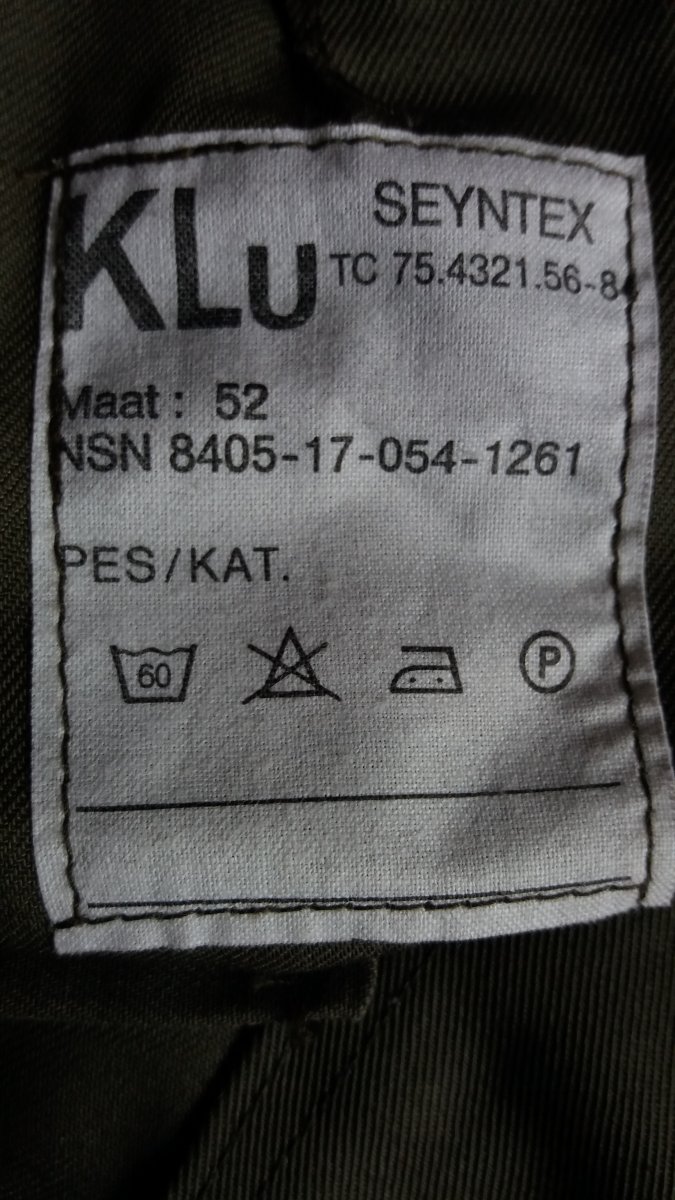 KLu SEYNTEX
TC 75.4321.56-84
Maat: 52
NSN 8405-17-054-1261
PES/KAT.
60 P